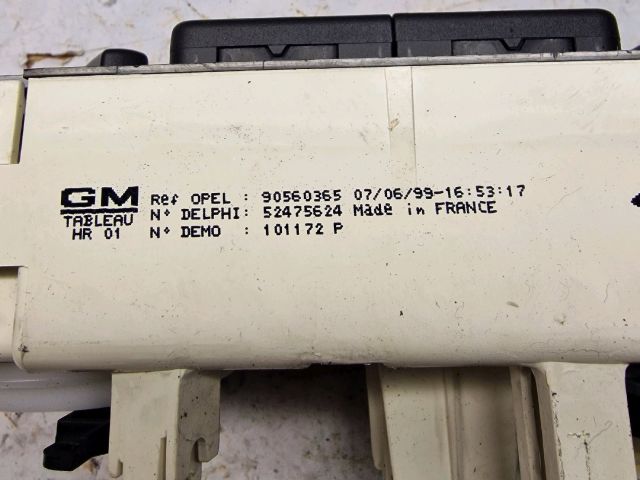 GM
TABLEAU
HR 01
Ref OPEL : 90560365 07/06/99-16:53:17
N° DELPHI: 52475624 Made in FRANCE
N° DEMO : 101172 P